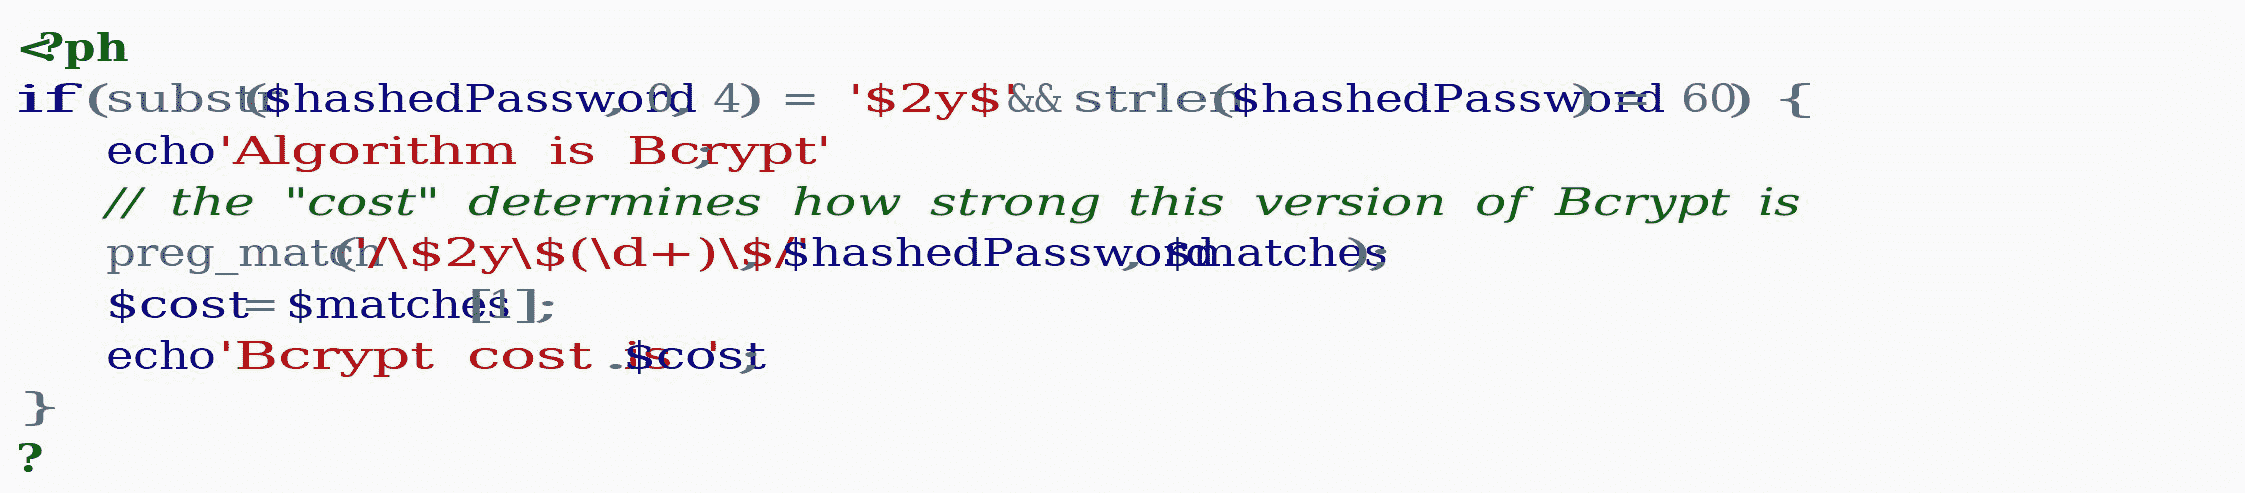 <?ph
if(substr($hashedPassword, 0, 4) = '$2y$' && strlen($hashedPassword) = 60) {
echo 'Algorithm is Bcrypt';
// the "cost" determines how strong this version of Bcrypt is
preg_match('/\$2y\$(\d+)\$/', $hashedPassword, $matches);
$cost = $matches[1];
echo 'Bcrypt cost is '.$cost;
}
?